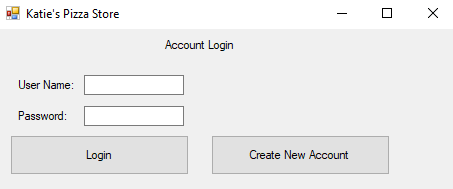 Katie's Pizza Store
Account Login
User Name:
Password:
Login
Create New Account